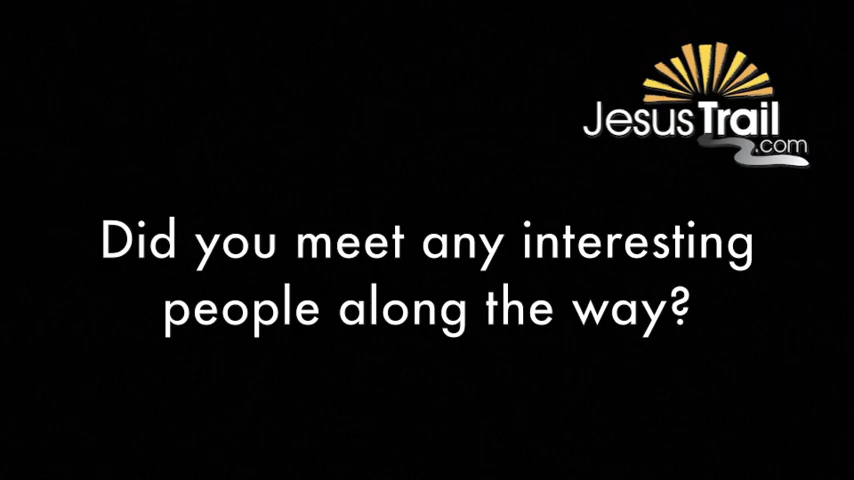 JesusTrail
.com
Did you meet any interesting
people along the way?